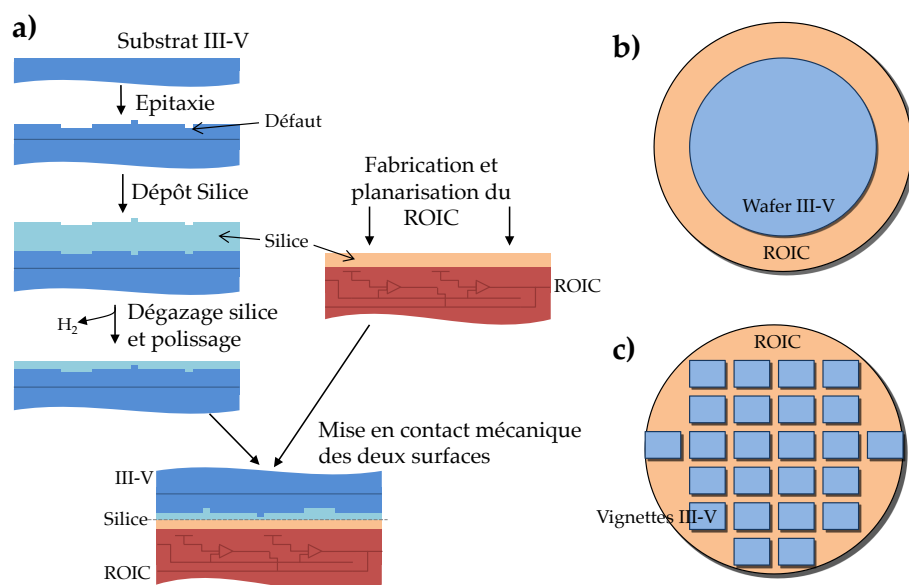 a)
Substrat III-V
Epitaxie
Défaut
Dépôt Silice
Fabrication et
planarisation du
ROIC
Silice
ROIC
H2
Dégazage silice
et polissage
Mise en contact mécanique
des deux surfaces
III-V
Silice
ROIC
b)
Wafer III-V
ROIC
c)
ROIC
Vignettes III-V